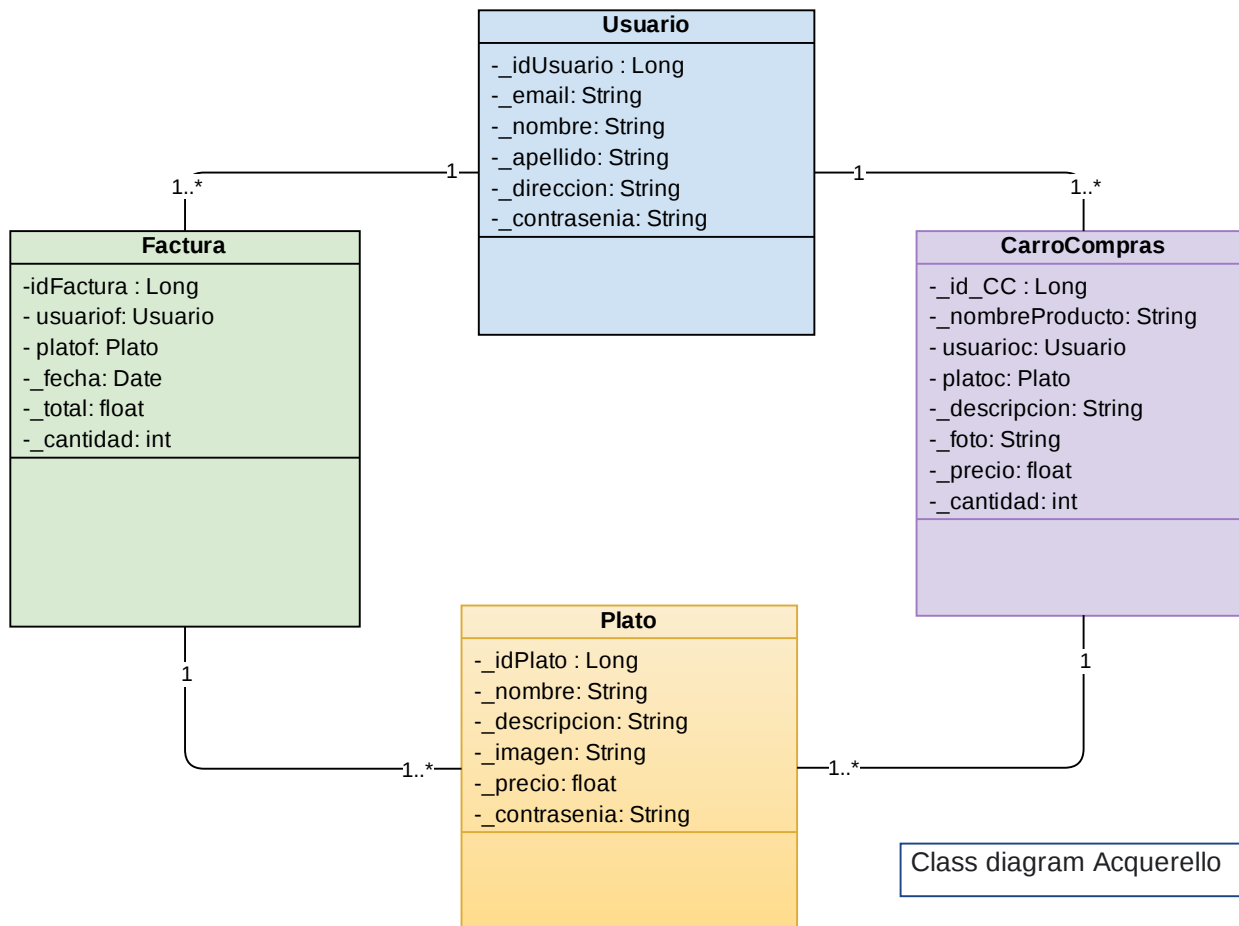 Usuario
-_idUsuario : Long
-_email: String
-_nombre: String
-_apellido: String
-_direccion: String
-_contrasenia: String
1
1..*
1
1..*
Factura
-idFactura : Long
- usuariof: Usuario
- platof: Plato
-_fecha: Date
-_total: float
-_cantidad: int
CarroCompras
-_id_CC : Long
-_nombreProducto: String
- usuarioc: Usuario
- platoc: Plato
-_descripcion: String
-_foto: String
-_precio: float
-_cantidad: int
1
1..*
1
1..*
Plato
-_idPlato : Long
-_nombre: String
-_descripcion: String
-_imagen: String
-_precio: float
-_contrasenia: String
Class diagram Acquerello